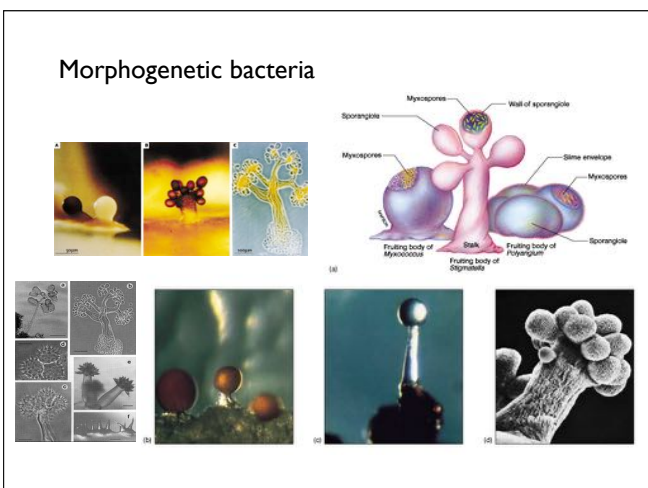 Morphogenetic bacteria
Myxospores
Wall of sporangiole
Sporangiole
Myxospores
Slime envelope
Myxospores
Stalk
Sporangiole
Fruiting body of
Myxococcus
Fruiting body of
Stigmatella
Fruiting body of
Polyangium
(a)
A
B
C
a
b
d
e
c
f
(b)
(c)
(d)